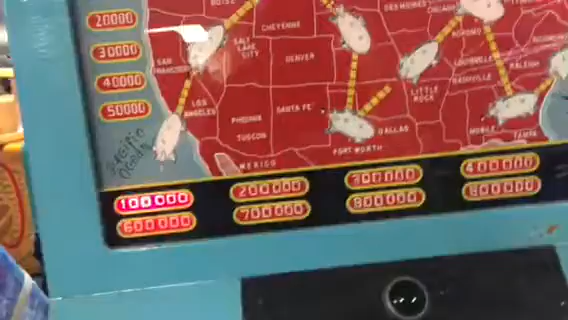 BOISE
DES MOINES
20000
CHEYENNE
CHICAGO
SALT LAKE CITY
30000
SAN FRANCISCO
DENVER
LOUISVILLE
RALEIGH
NASHVILLE
40000
LITTLE ROCK
50000
LOS ANGELES
SANTA FE
PHOENIX
DALLAS
MOBILE
TAMPA
TUSCON
FORT WORTH
PACIFIC OCEAN
MEXICO
100000
200000
300000
400000
600000
700000
800000